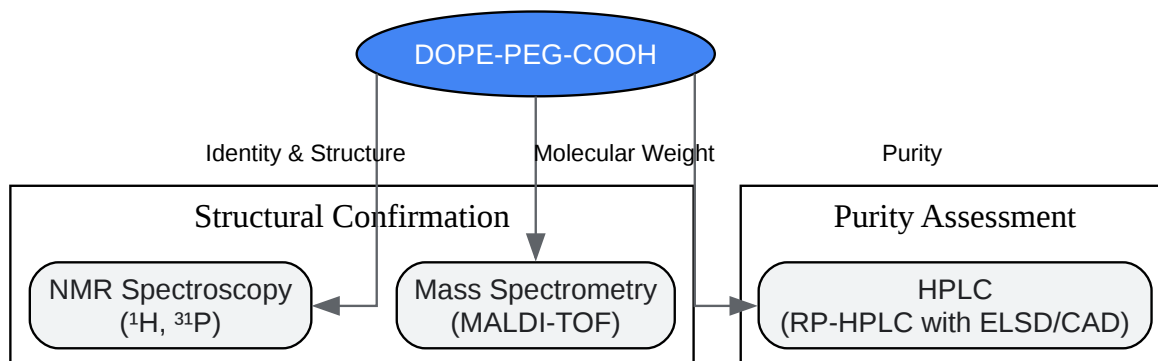 DOPE-PEG-COOH
Identity & Structure
Molecular Weight
Purity
Structural Confirmation
Purity Assessment
NMR Spectroscopy
(¹H, ³¹P)
Mass Spectrometry
(MALDI-TOF)
HPLC
(RP-HPLC with ELSD/CAD)